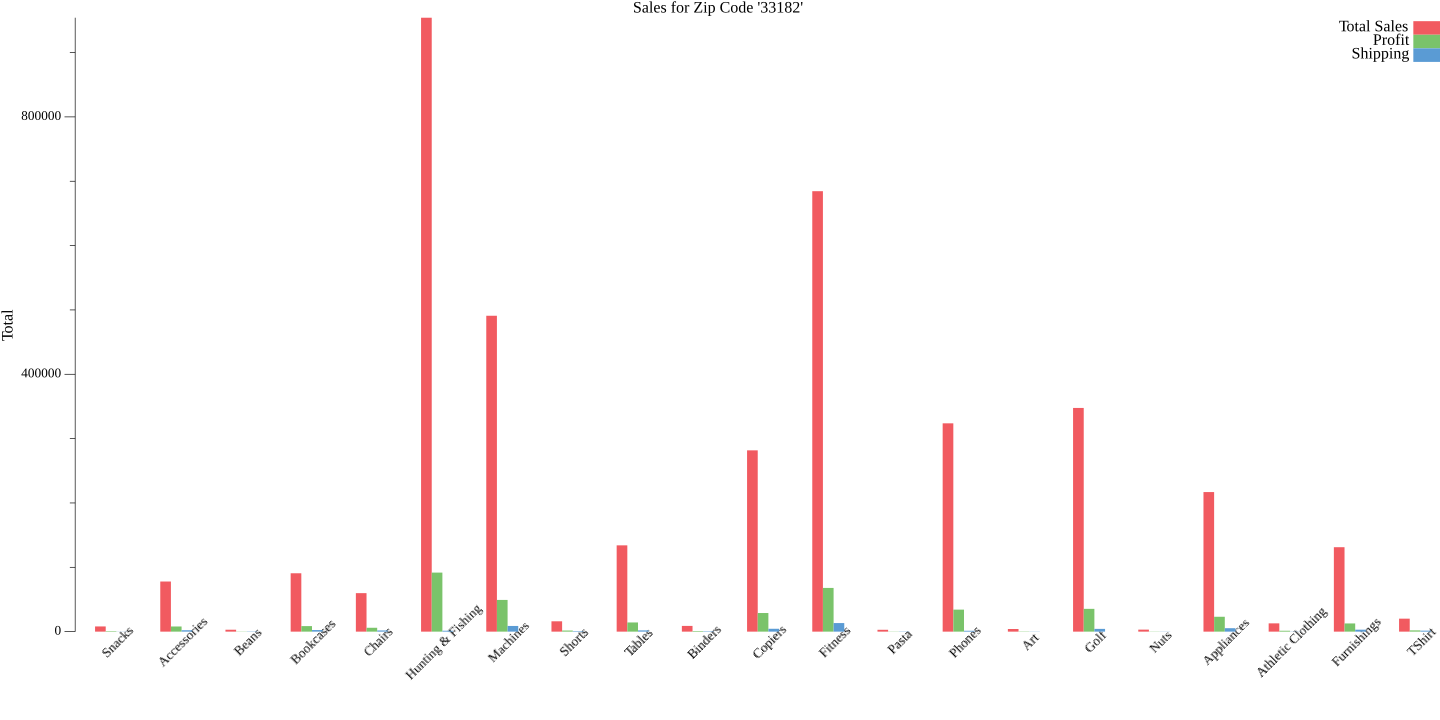 Sales for Zip Code '33182'
Total Sales
Profit
Shipping
800000
400000
0
Total
Snacks
Accessories
Beans
Bookcases
Chairs
Hunting & Fishing
Machines
Shorts
Tables
Binders
Copiers
Fitness
Pasta
Phones
Art
Golf
Nuts
Appliances
Athletic Clothing
Furnishings
TShirt